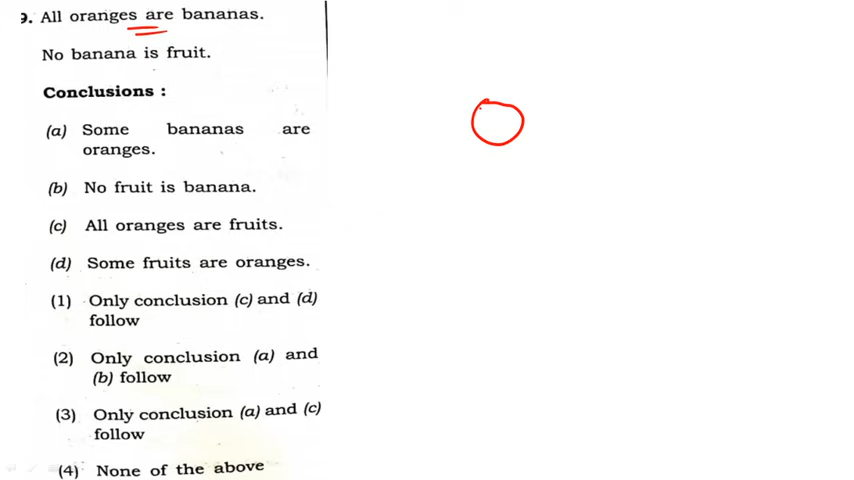 9. All oranges are bananas.
No banana is fruit.
Conclusions :
(a) Some bananas are
oranges.
(b) No fruit is banana.
(c) All oranges are fruits.
(d) Some fruits are oranges.
(1) Only conclusion (c) and (d)
follow
(2) Only conclusion (a) and
(b) follow
(3) Only conclusion (a) and (c)
follow
(4) None of the above